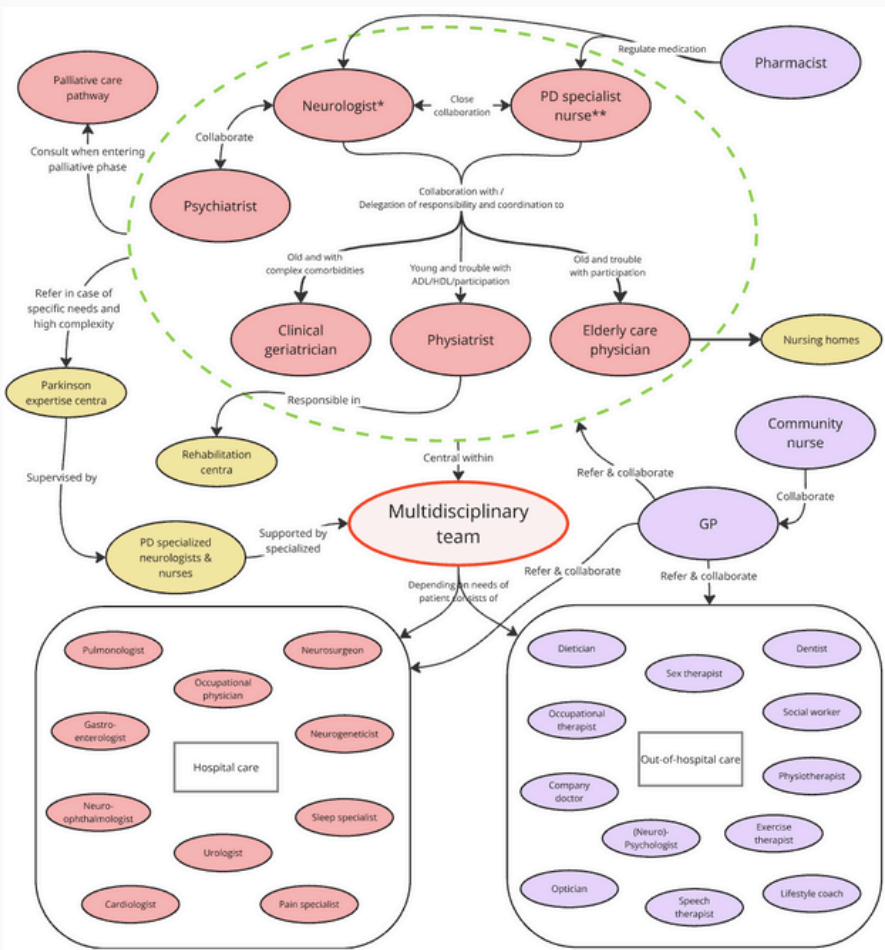 Regulate medication
Pharmacist
Palliative care
pathway
Neurologist*
Close
collaboration
PD specialist
nurse**
Collaborate
Consult when entering
palliative phase
Psychiatrist
Collaboration with /
Delegation of responsibility and coordination to
Old and with
complex comorbidities
Young and trouble with
ADL/HDL/participation
Old and trouble
with participation
Refer in case of
specific needs and
high complexity
Clinical
geriatrician
Physiatrist
Elderly care
physician
Nursing homes
Parkinson
expertise centra
Responsible in
Rehabilitation
centra
Central within
Community
nurse
Refer & collaborate
Collaborate
Supervised by
Multidisciplinary
team
GP
PD specialized
neurologists &
nurses
Supported by
specialized
Refer & collaborate
Refer & collaborate
Depending on needs of
patient consists of
Pulmonologist
Neurosurgeon
Occupational
physician
Gastro-
enterologist
Neurogeneticist
Hospital care
Neuro-
ophthalmologist
Sleep specialist
Urologist
Cardiologist
Pain specialist
Dietician
Dentist
Sex therapist
Occupational
therapist
Social worker
Out-of-hospital care
Physiotherapist
Company
doctor
(Neuro)-
Psychologist
Exercise
therapist
Optician
Speech
therapist
Lifestyle coach